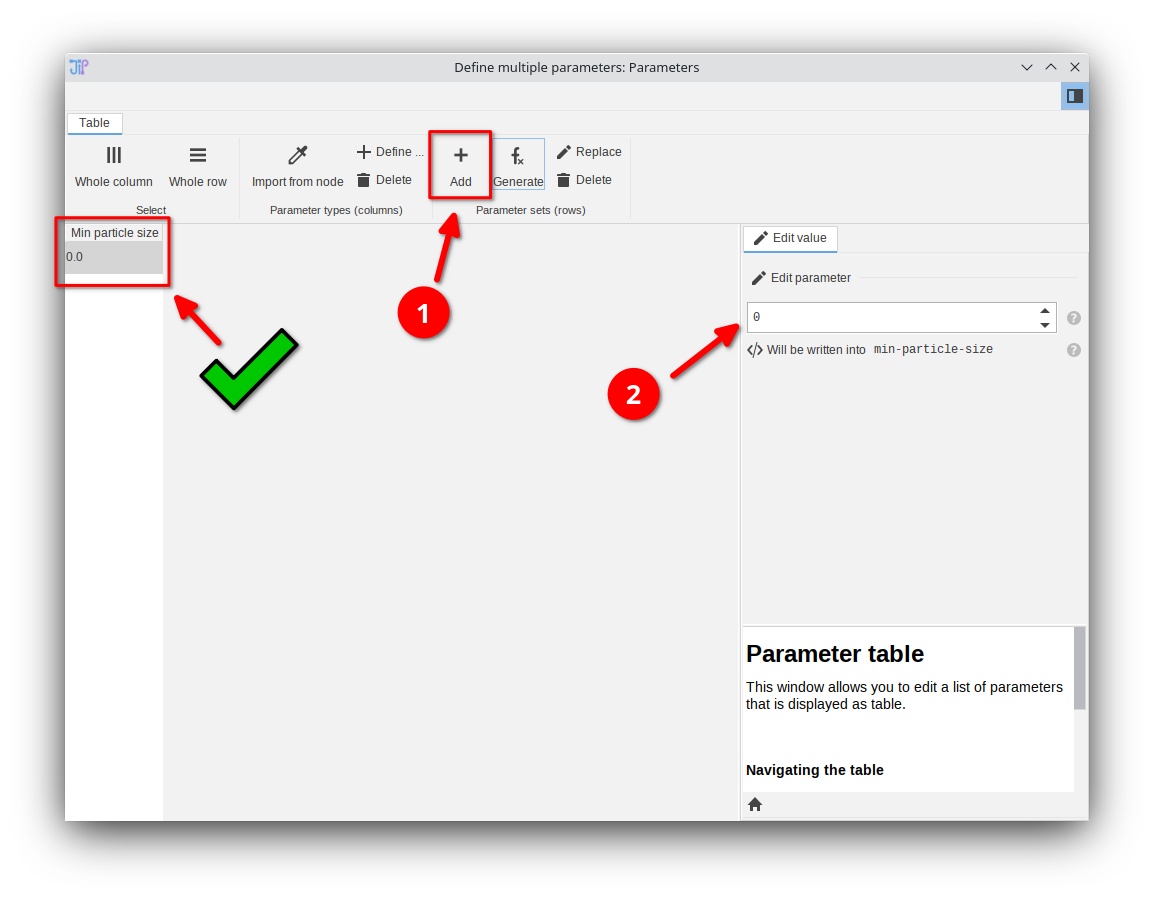 JIP
Define multiple parameters: Parameters
Table
Whole column
Whole row
Select
Import from node
Define ...
Delete
Parameter types (columns)
Add
Generate
Replace
Delete
Parameter sets (rows)
Min particle size
0.0
1
2
Edit value
Edit parameter
0
?
</> Will be written into min-particle-size
?
Parameter table
This window allows you to edit a list of parameters
that is displayed as table.
Navigating the table